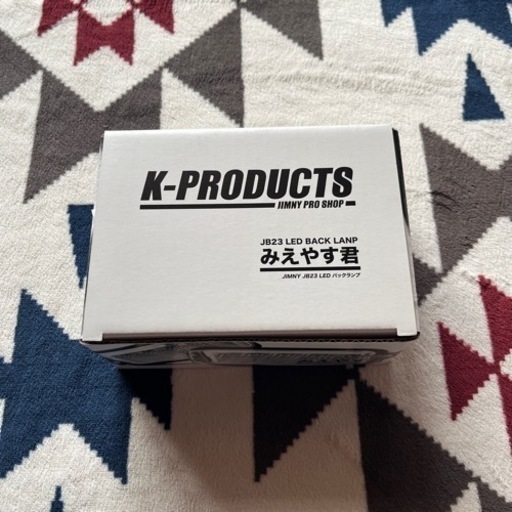 K-PRODUCTS
JIMNY PRO SHOP
JB23 LED BACK LANP
みえやす君
JIMNY JB23 LED バックランプ